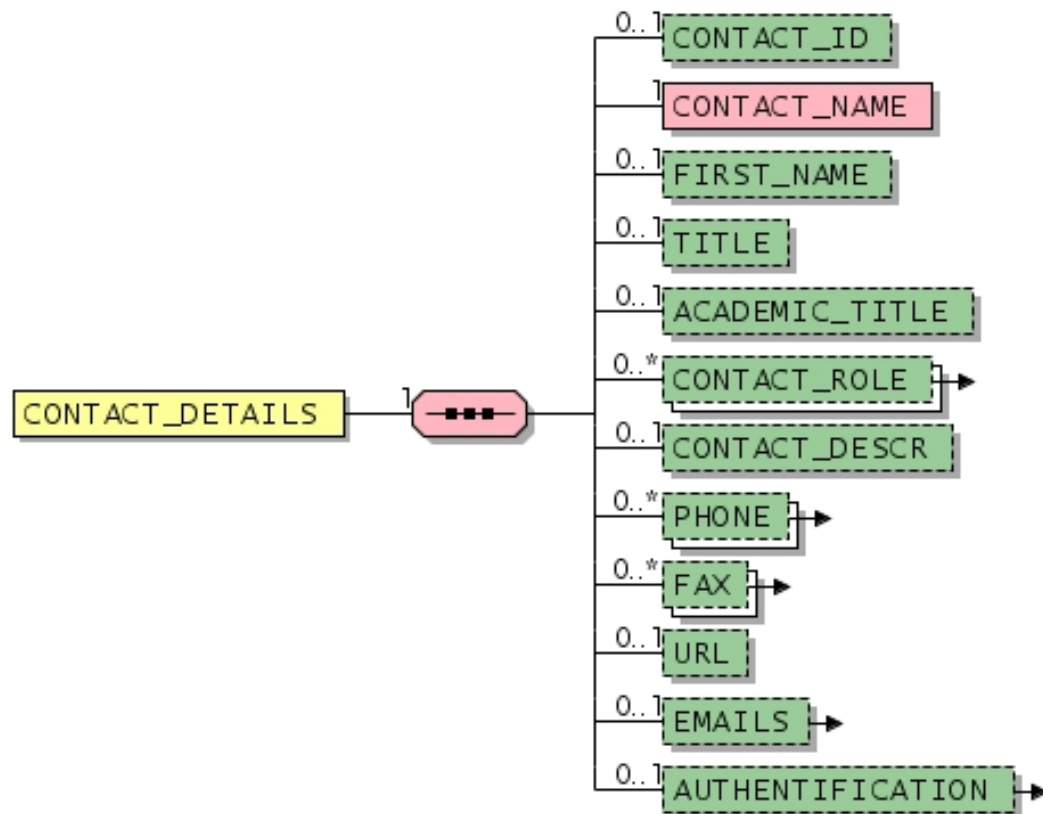 0..1
CONTACT_ID
1
CONTACT_NAME
0..1
FIRST_NAME
0..1
TITLE
0..1
ACADEMIC_TITLE
0..*
CONTACT_ROLE
CONTACT_DETAILS
1
0..1
CONTACT_DESCR
0..*
PHONE
0..*
FAX
0..1
URL
0..1
EMAILS
0..1
AUTHENTIFICATION